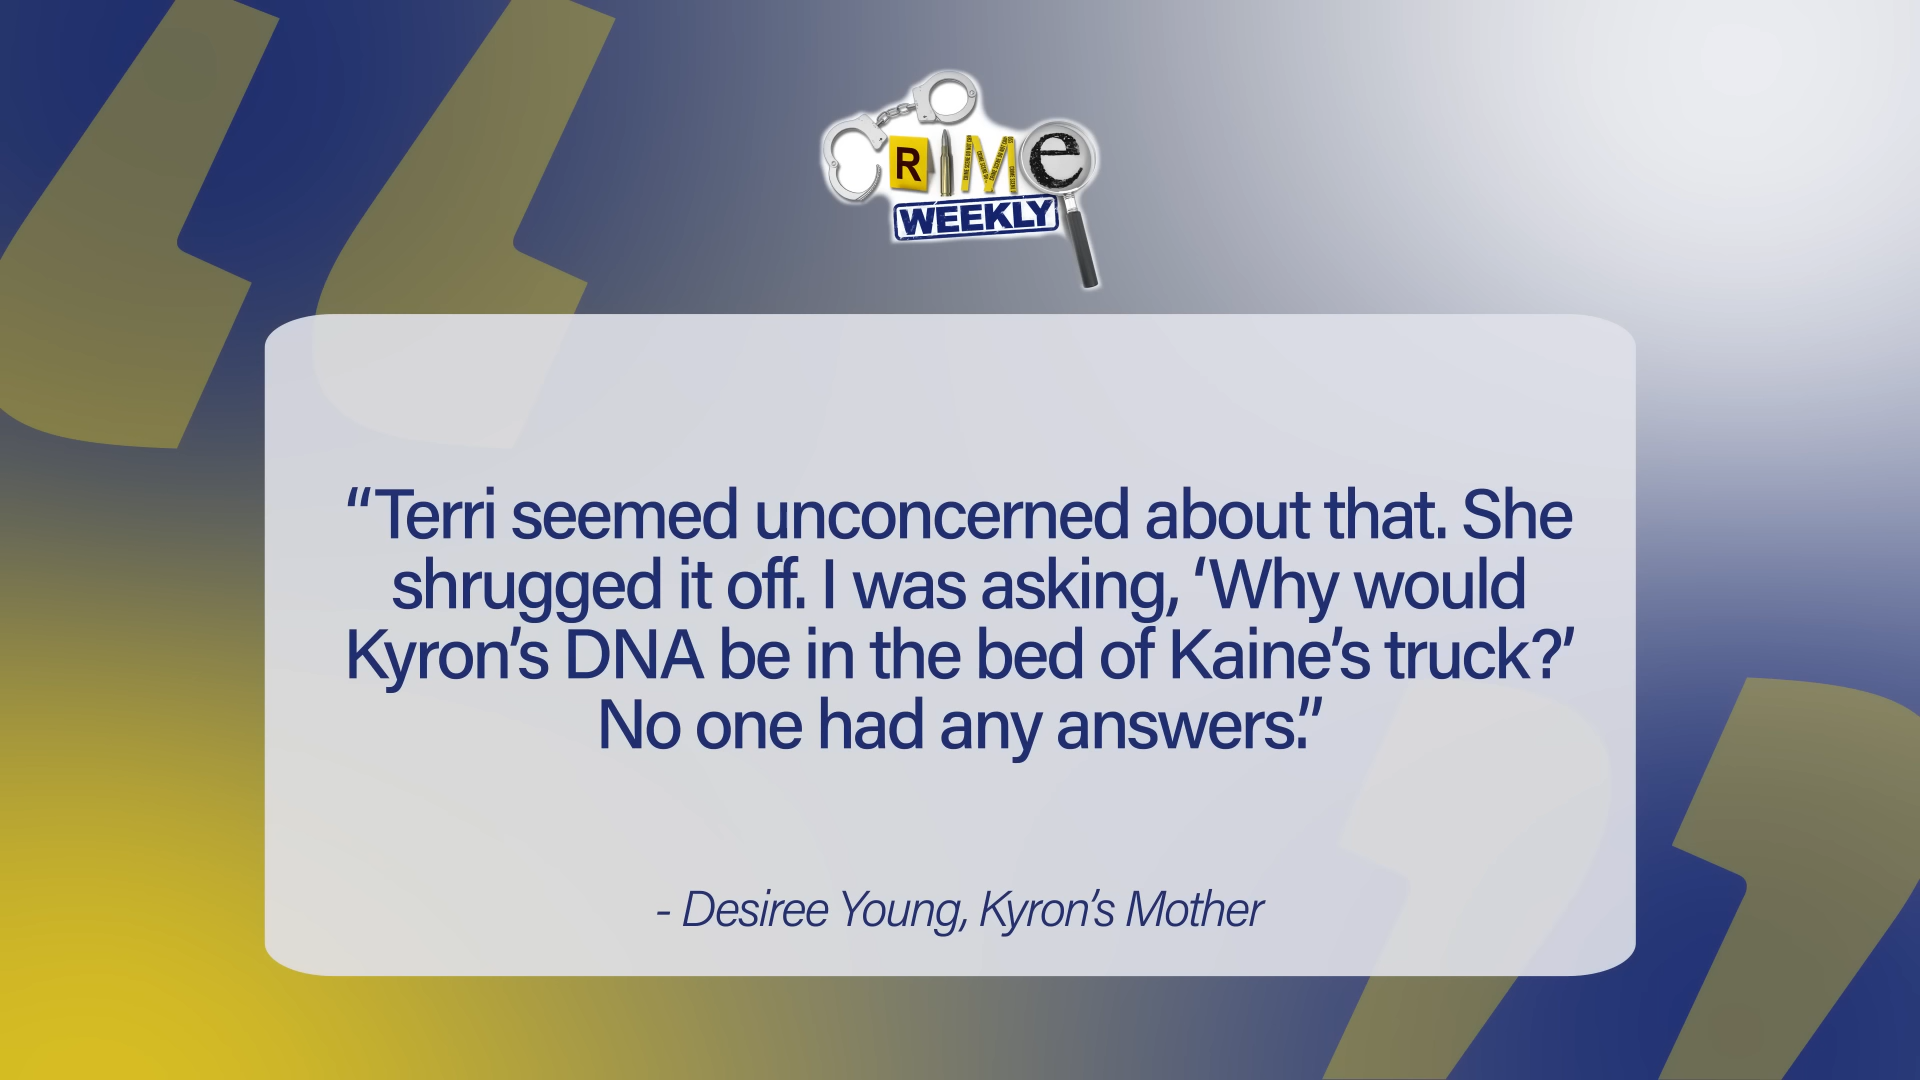 CRIMe
WEEKLY
“Terri seemed unconcerned about that. She
shrugged it off. I was asking, ‘Why would
Kyron’s DNA be in the bed of Kaine’s truck?’
No one had any answers.”
- Desiree Young, Kyron’s Mother